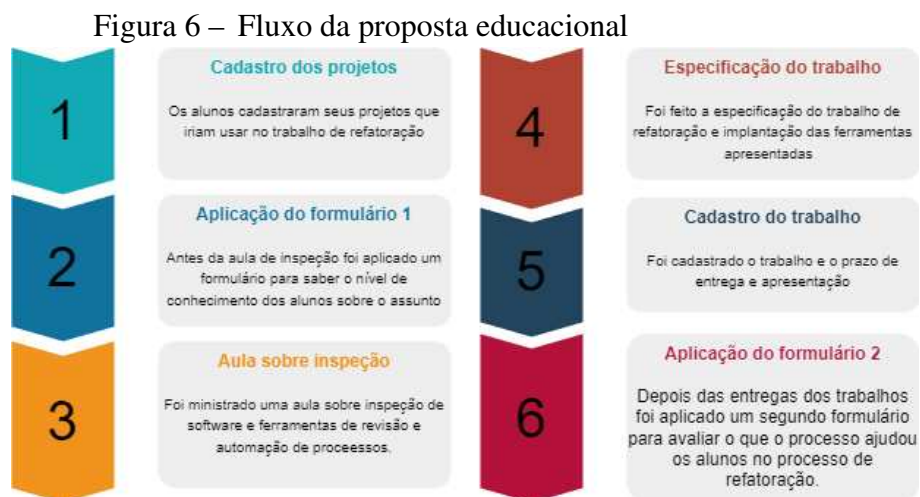 Figura 6 – Fluxo da proposta educacional
1
Cadastro dos projetos
Os alunos cadastraram seus projetos que
iriam usar no trabalho de refatoração
2
Aplicação do formulário 1
Antes da aula de inspeção foi aplicado um
formulário para saber o nível de
conhecimento dos alunos sobre o assunto
3
Aula sobre inspeção
Foi ministrado uma aula sobre inspeção de
software e ferramentas de revisão e
automação de proceessos.
4
Especificação do trabalho
Foi feito a especificação do trabalho de
refatoração e implantação das ferramentas
apresentadas
5
Cadastro do trabalho
Foi cadastrado o trabalho e o prazo de
entrega e apresentação
6
Aplicação do formulário 2
Depois das entregas dos trabalhos
foi aplicado um segundo formulário
para avaliar o que o processo ajudou
os alunos no processo de
refatoração.